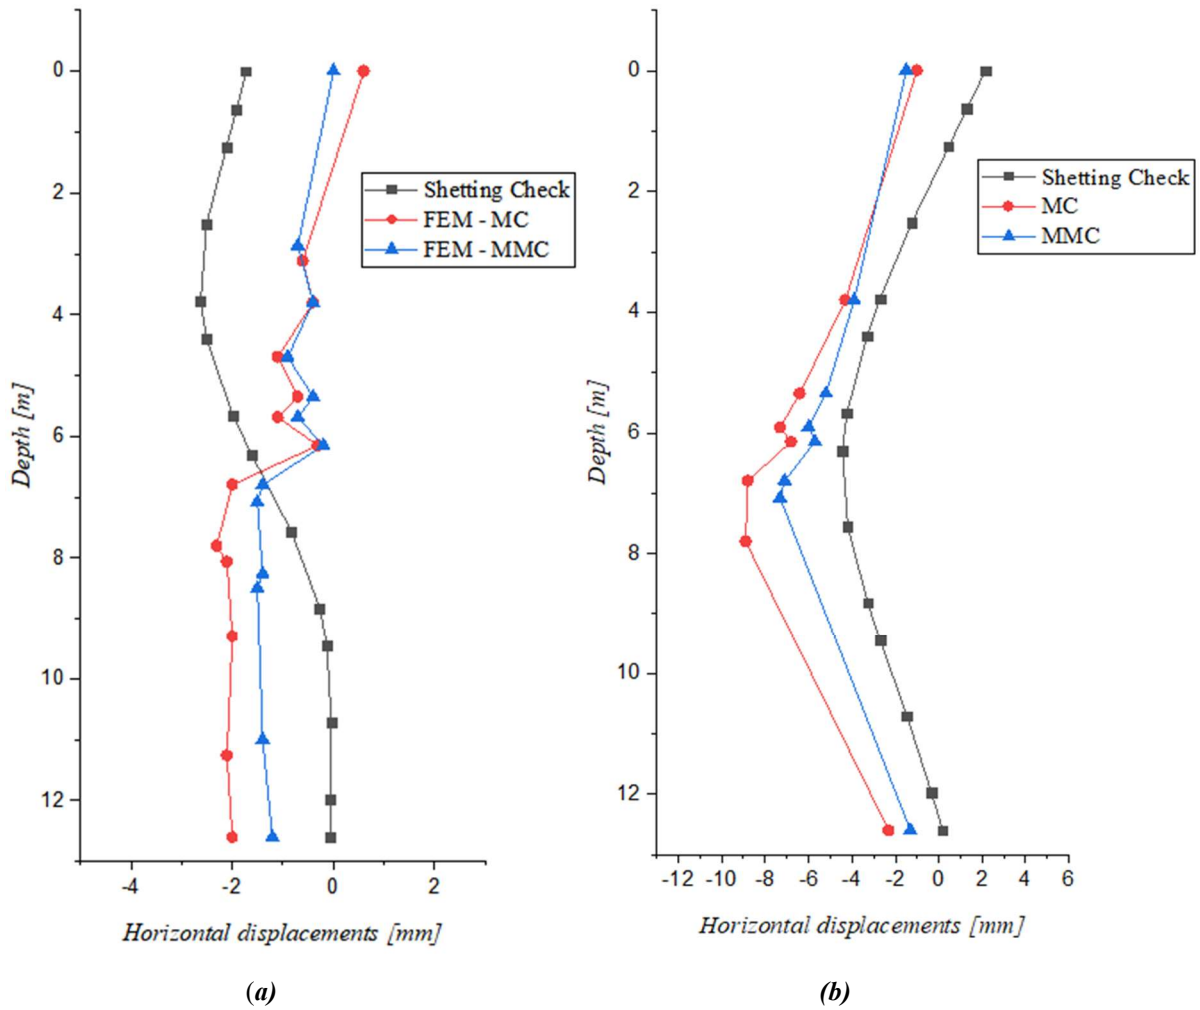 0
2
4
6
8
10
12
Depth [m]
Shetting Check
FEM - MC
FEM - MMC
-4
-2
0
2
Horizontal displacements [mm]
(a)
0
2
4
6
8
10
12
Depth [m]
Shetting Check
MC
MMC
-12 -10 -8 -6 -4 -2 0 2 4 6
Horizontal displacements [mm]
(b)